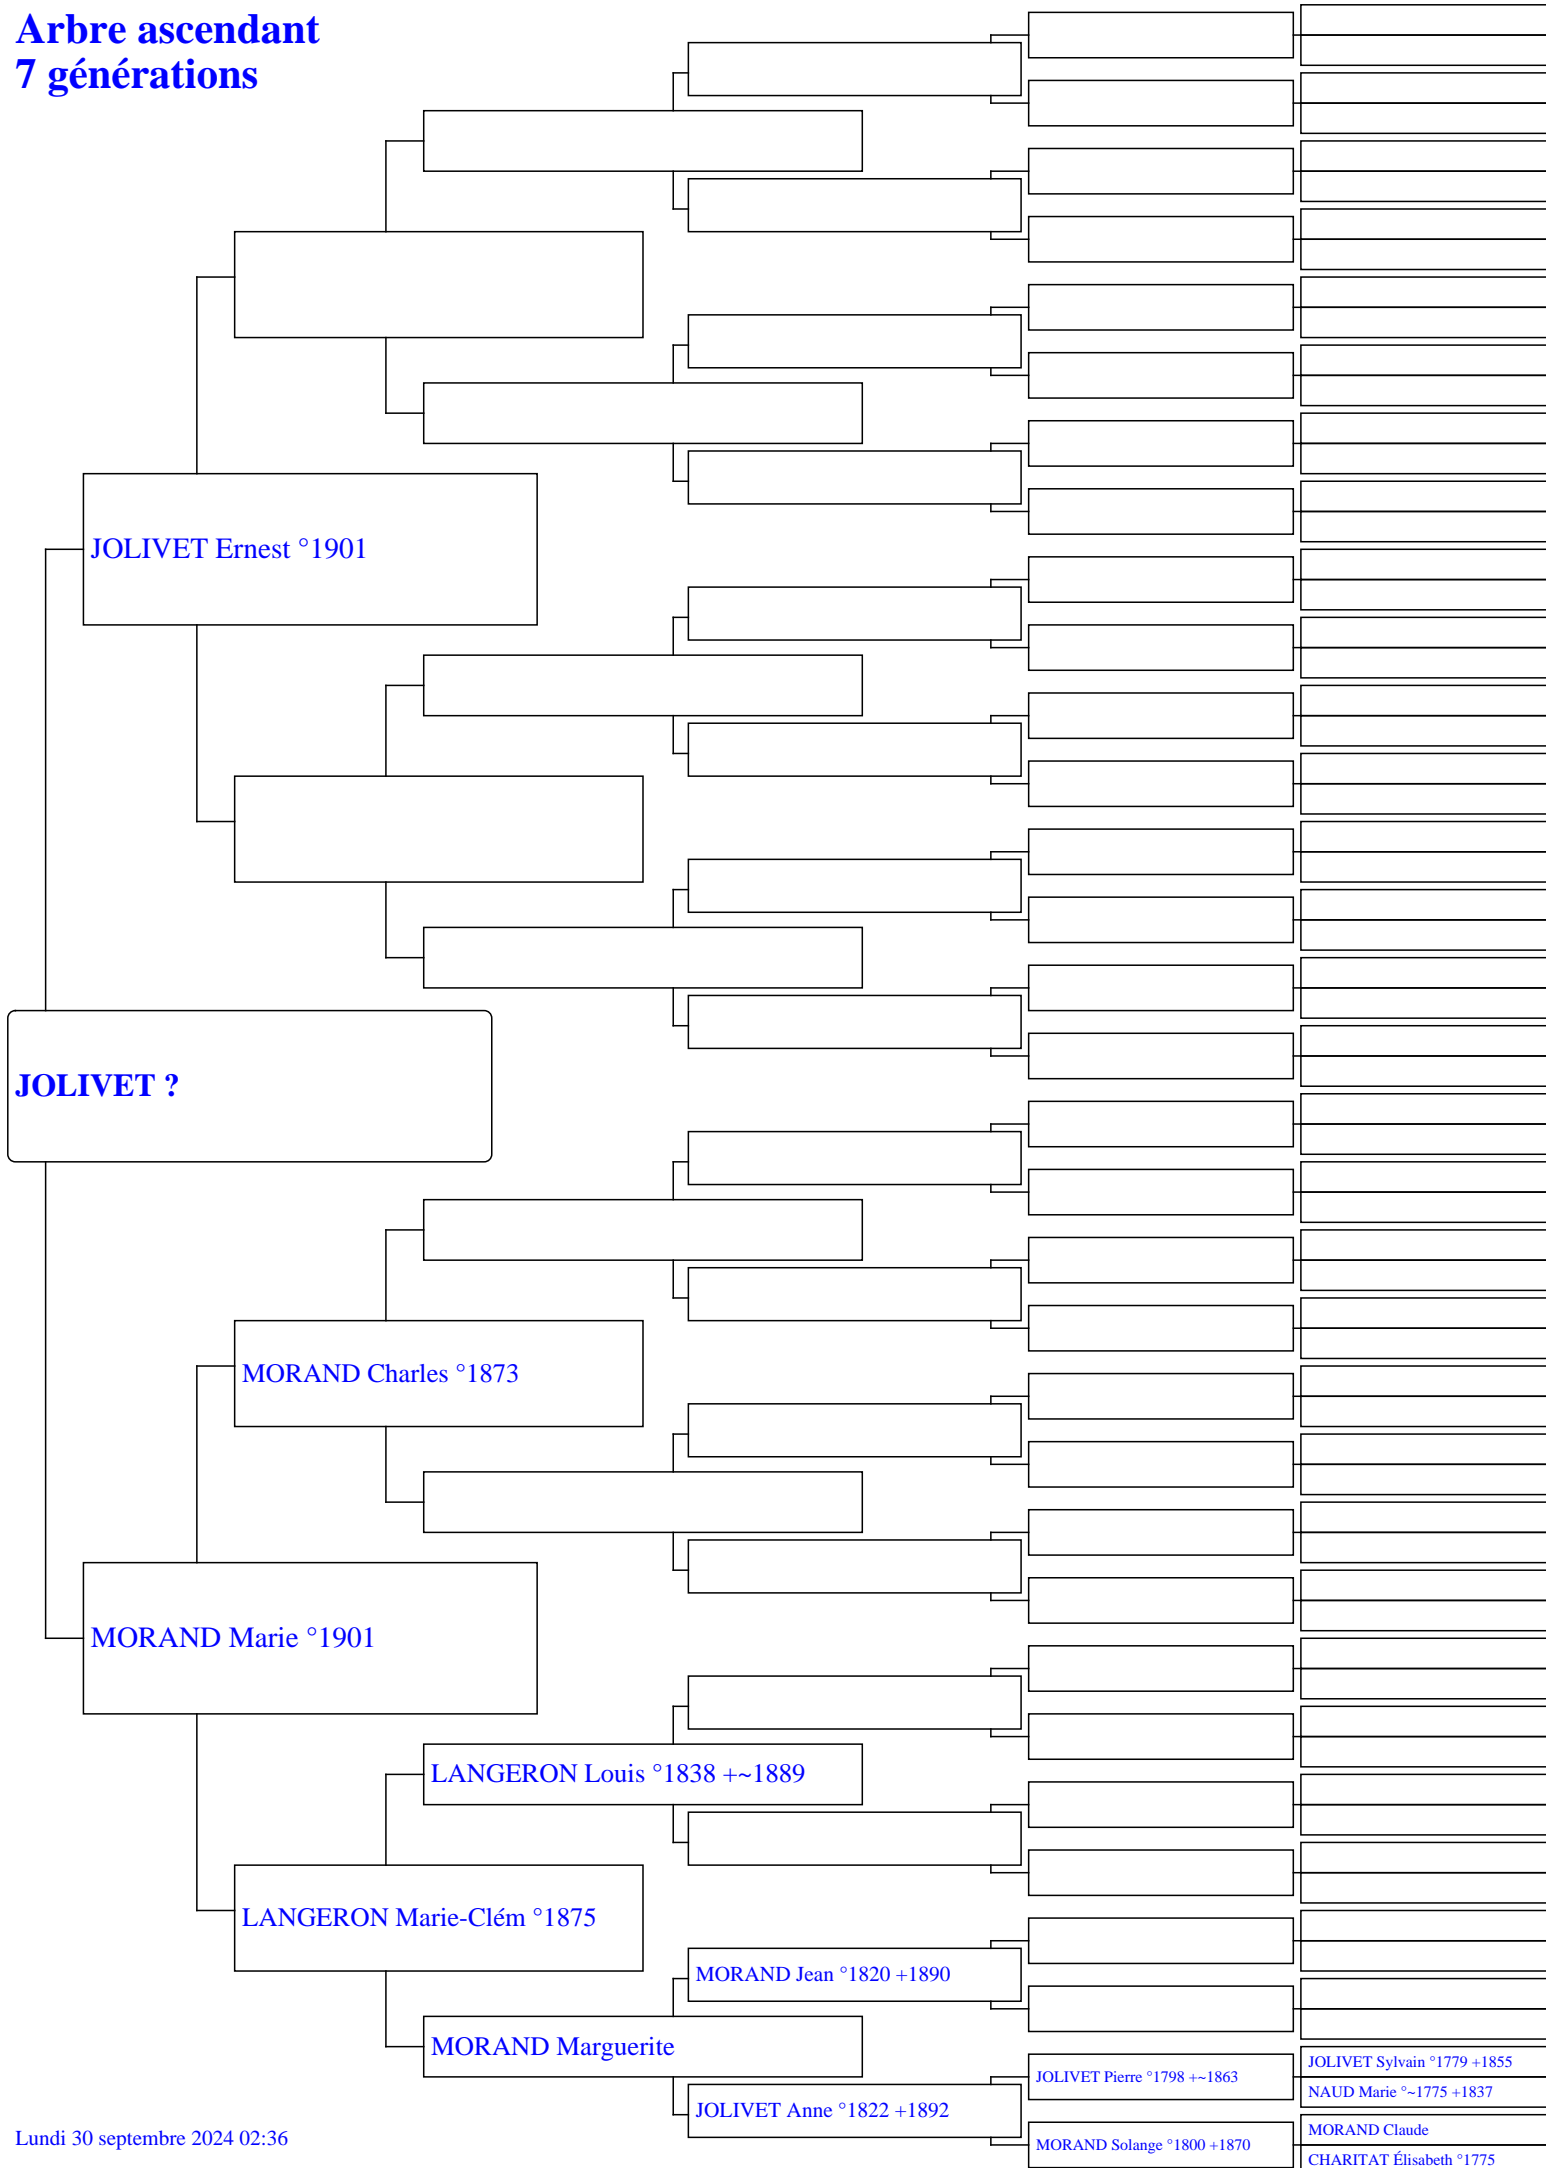 Arbre ascendant
7 générations
JOLIVET Ernest °1901
JOLIVET ?
MORAND Charles °1873
MORAND Marie °1901
LANGERON Louis °1838 +~1889
LANGERON Marie-Clém °1875
MORAND Jean °1820 +1890
MORAND Marguerite
JOLIVET Sylvain °1779 +1855
JOLIVET Pierre °1798 +~1863
NAUD Marie °~1775 +1837
JOLIVET Anne °1822 +1892
MORAND Claude
MORAND Solange °1800 +1870
CHARITAT Élisabeth °1775
Lundi 30 septembre 2024 02:36